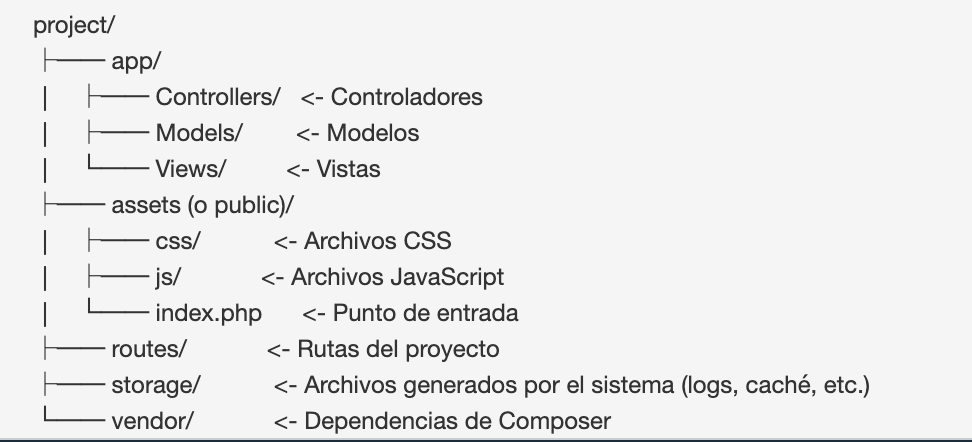 project/
├── app/
│ ├── Controllers/ <- Controladores
│ ├── Models/ <- Modelos
│ └── Views/ <- Vistas
├── assets (o public)/
│ ├── css/ <- Archivos CSS
│ ├── js/ <- Archivos JavaScript
│ └── index.php <- Punto de entrada
├── routes/ <- Rutas del proyecto
├── storage/ <- Archivos generados por el sistema (logs, caché, etc.)
└── vendor/ <- Dependencias de Composer